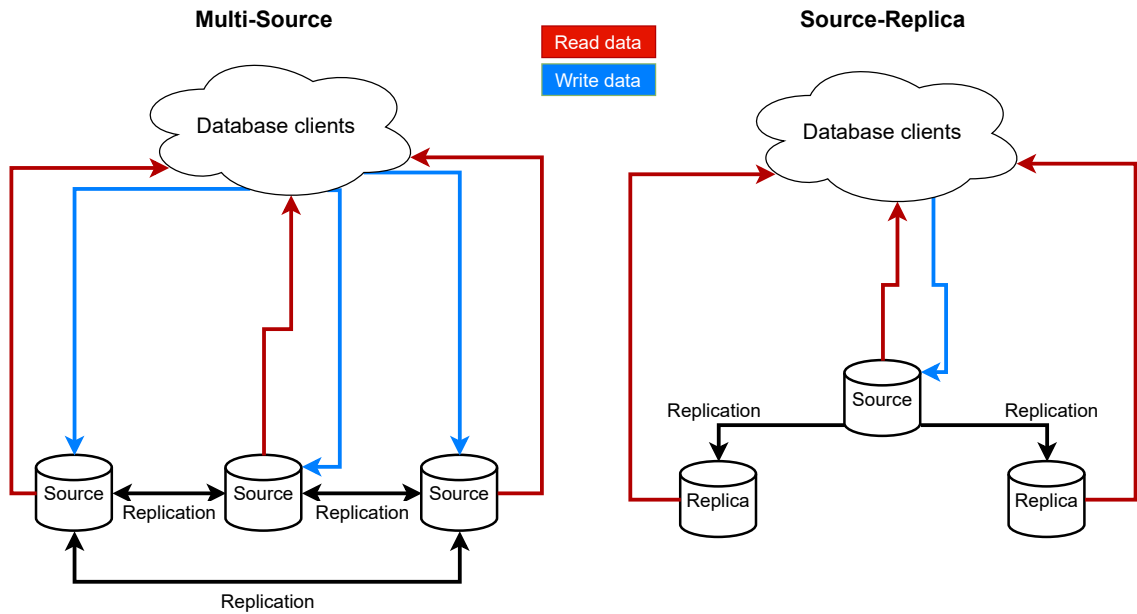 Multi-Source
Source-Replica
Read data
Write data
Database clients
Database clients
Source
Replication
Replication
Source
Source
Source
Replication
Replication
Replica
Replica
Replication